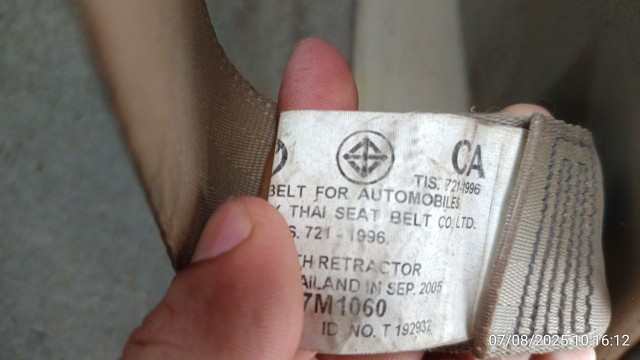 CA
TIS. 721-1996
BELT FOR AUTOMOBILES
THAI SEAT BELT CO.,LTD.
S. 721 - 1996.
TH RETRACTOR
AILAND IN SEP. 2005
7M1060
ID NO. T 192932
07/08/2025 10:16:12